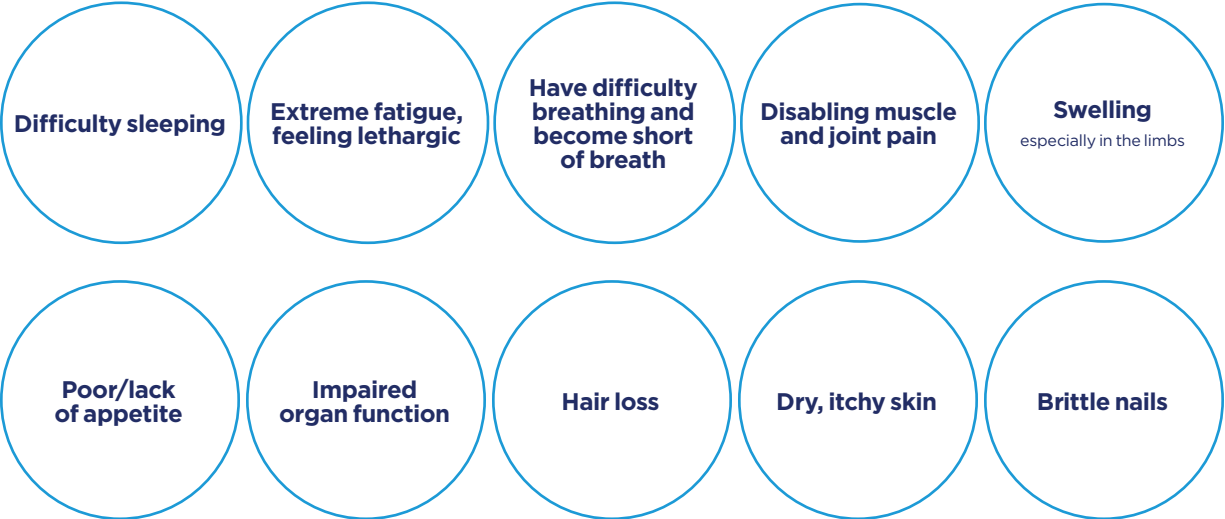 Difficulty sleeping
Extreme fatigue,
feeling lethargic
Have difficulty
breathing and
become short
of breath
Disabling muscle
and joint pain
Swelling
especially in the limbs
Poor/lack
of appetite
Impaired
organ function
Hair loss
Dry, itchy skin
Brittle nails